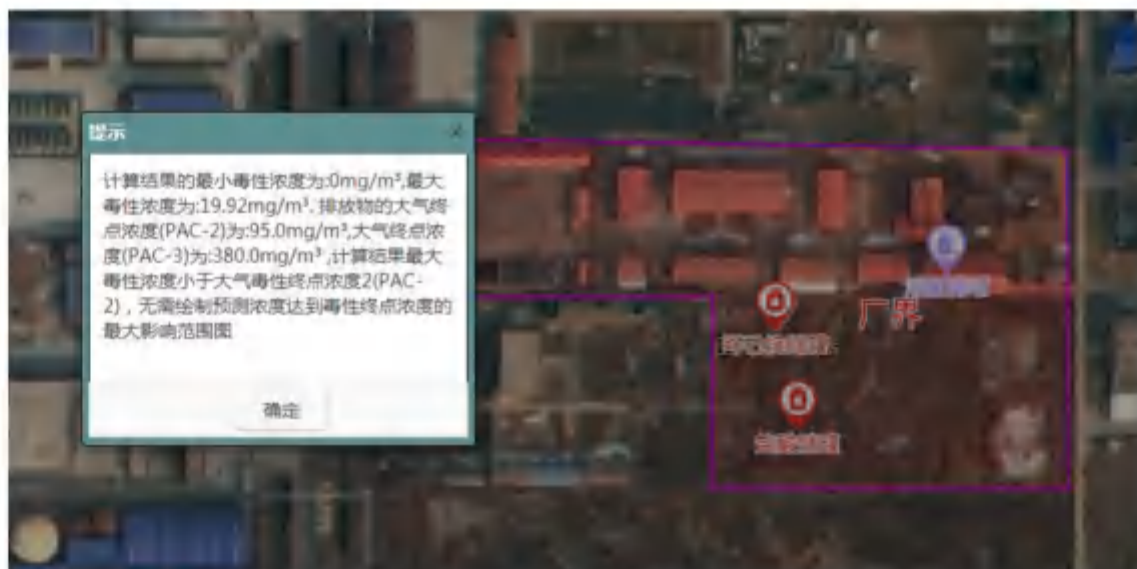 提示
计算结果的最小毒性浓度为:0mg/m³,最大
毒性浓度为:19.92mg/m³. 排放物的大气终
点浓度(PAC-2)为:95.0mg/m³,大气终点浓
度(PAC-3)为:380.0mg/m³ ,计算结果最大
毒性浓度小于大气毒性终点浓度2(PAC-
2)，无需绘制预测浓度达到毒性终点浓度的
最大影响范围图
确定
厂界